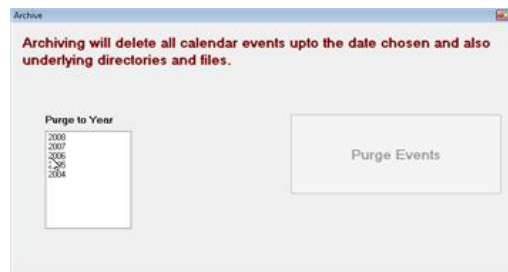 Archive
Archiving will delete all calendar events upto the date chosen and also
underlying directories and files.
Purge to Year
2008
2007
2006
2004
Purge Events